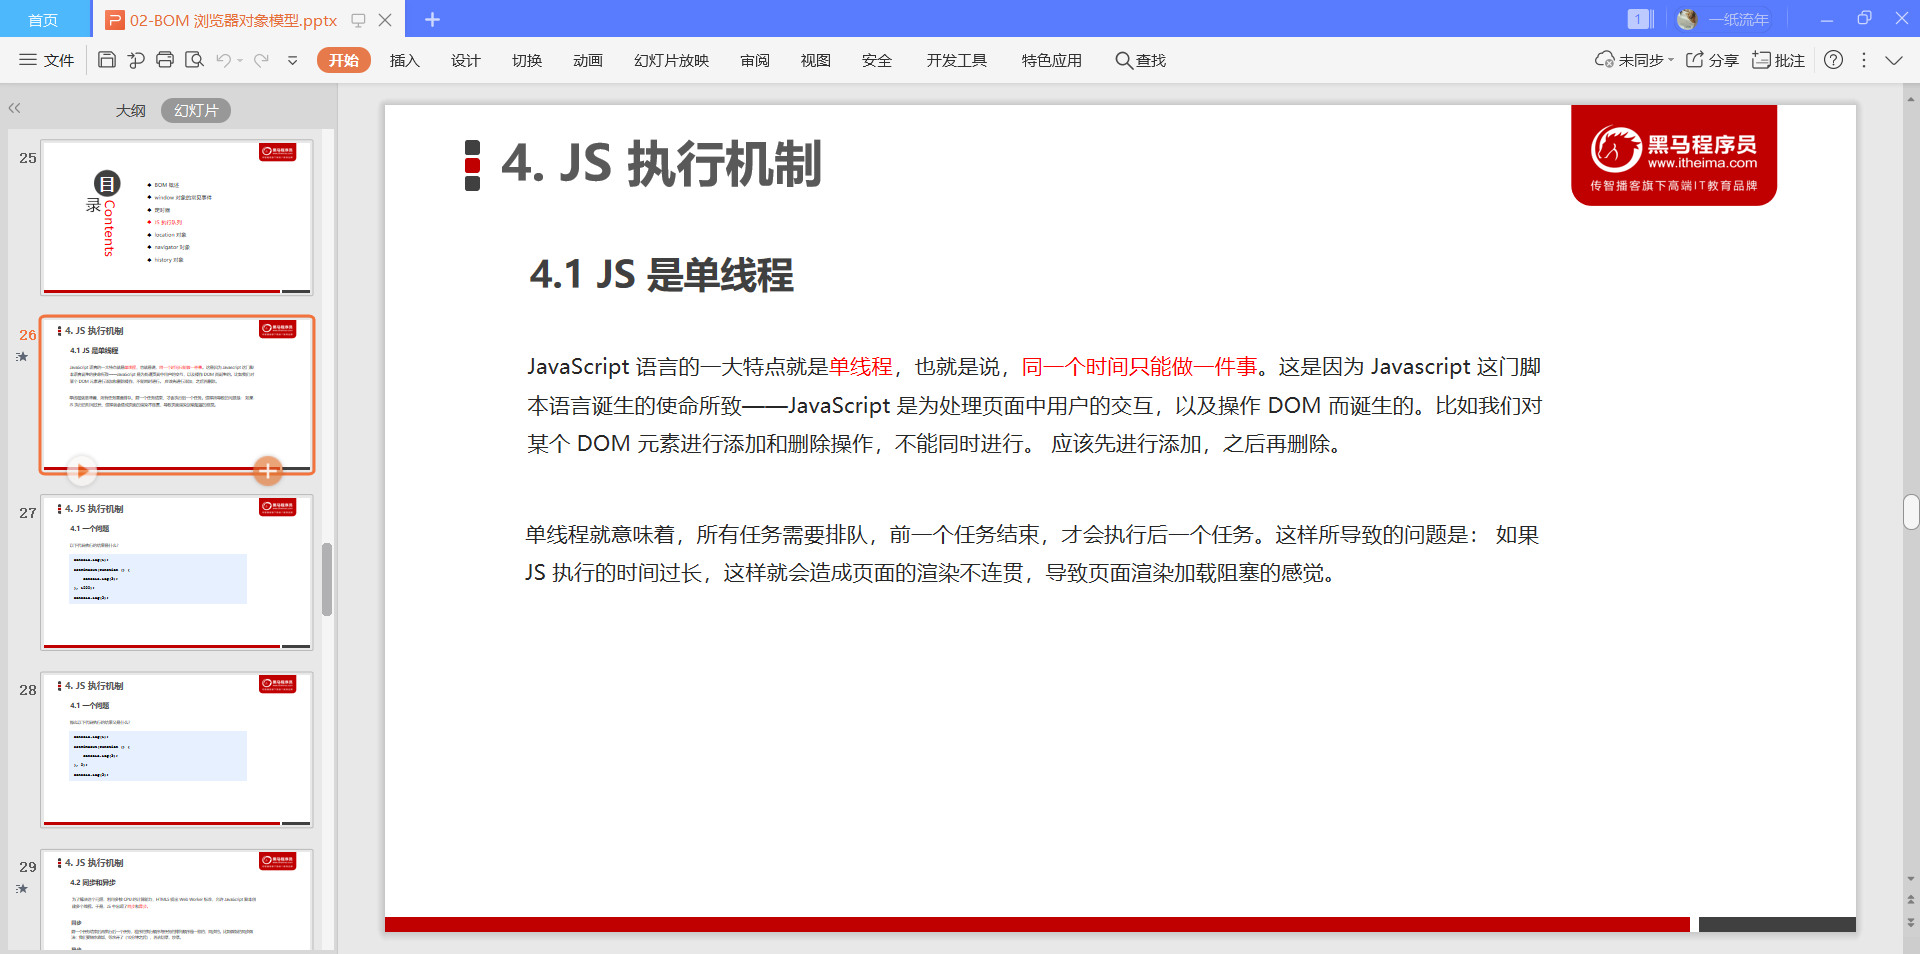 首页
02-BOM 浏览器对象模型.pptx
1
一纸流年
文件
开始
插入
设计
切换
动画
幻灯片放映
审阅
视图
安全
开发工具
特色应用
查找
未同步
分享
批注
大纲
幻灯片
25
目
录
Contents
BOM 概述
window 对象的常见事件
定时器
JS 执行队列
location 对象
navigator 对象
history 对象
26
4. JS 执行机制
4.1 JS 是单线程
27
4. JS 执行机制
4.1 一个问题
28
4. JS 执行机制
4.1 一个问题
29
4. JS 执行机制
4.2 同步和异步
同步
4. JS 执行机制
黑马程序员
www.itheima.com
传智播客旗下高端IT教育品牌
4.1 JS 是单线程
JavaScript 语言的一大特点就是单线程，也就是说，同一个时间只能做一件事。这是因为 Javascript 这门脚
本语言诞生的使命所致——JavaScript 是为处理页面中用户的交互，以及操作 DOM 而诞生的。比如我们对
某个 DOM 元素进行添加和删除操作，不能同时进行。 应该先进行添加，之后再删除。
单线程就意味着，所有任务需要排队，前一个任务结束，才会执行后一个任务。这样所导致的问题是： 如果
JS 执行的时间过长，这样就会造成页面的渲染不连贯，导致页面渲染加载阻塞的感觉。